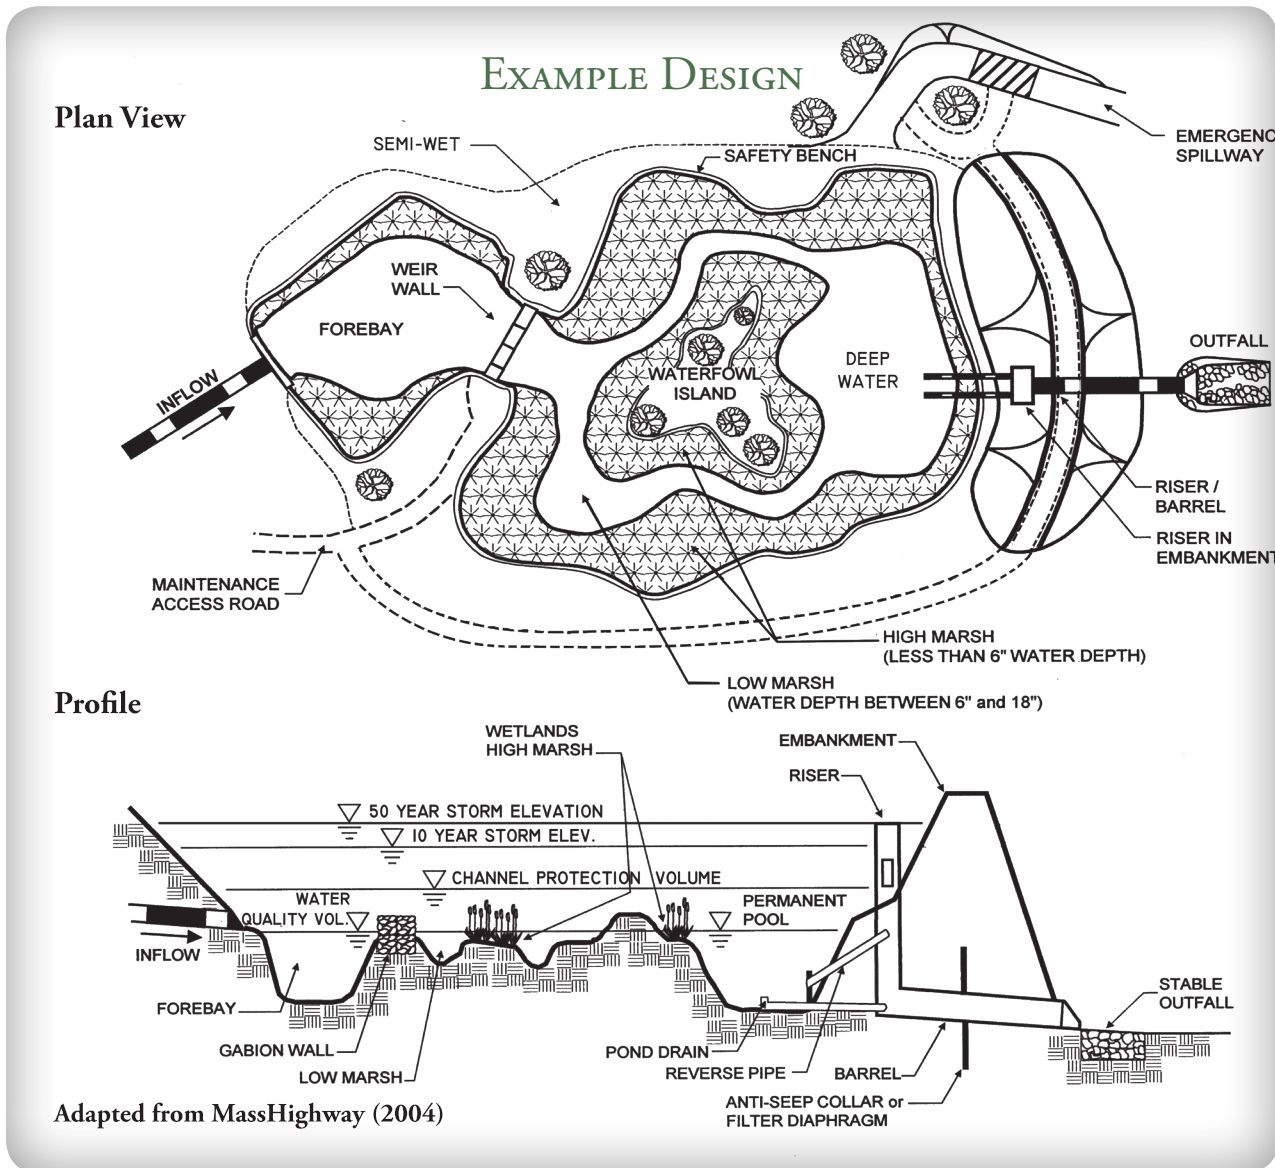 EXAMPLE DESIGN
Plan View
SEMI-WET
SAFETY BENCH
EMERGENC
SPILLWAY
WEIR
WALL
FOREBAY
INFLOW
WATERFOWL
ISLAND
DEEP
WATER
OUTFALL
RISER /
BARREL
RISER IN
EMBANKMENT
MAINTENANCE
ACCESS ROAD
HIGH MARSH
(LESS THAN 6" WATER DEPTH)
LOW MARSH
(WATER DEPTH BETWEEN 6" and 18")
Profile
WETLANDS
HIGH MARSH
EMBANKMENT
RISER
50 YEAR STORM ELEVATION
10 YEAR STORM ELEV.
CHANNEL PROTECTION VOLUME
WATER
QUALITY VOL.
PERMANENT
POOL
INFLOW
FOREBAY
GABION WALL
LOW MARSH
POND DRAIN
REVERSE PIPE
BARREL
STABLE
OUTFALL
ANTI-SEEP COLLAR or
FILTER DIAPHRAGM
Adapted from MassHighway (2004)